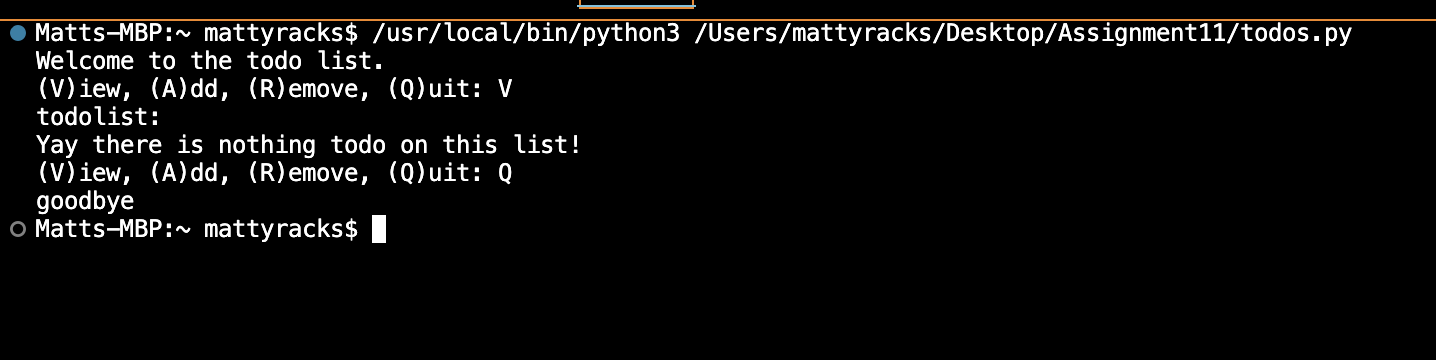 Matts-MBP:~ mattyracks$ /usr/local/bin/python3 /Users/mattyracks/Desktop/Assignment11/todos.py
Welcome to the todo list.
(V)iew, (A)dd, (R)emove, (Q)uit: V
todolist:
Yay there is nothing todo on this list!
(V)iew, (A)dd, (R)emove, (Q)uit: Q
goodbye
Matts-MBP:~ mattyracks$